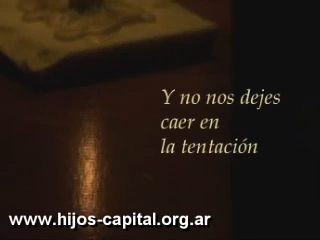 Y no nos dejes
caer en
la tentación
www.hijos-capital.org.ar